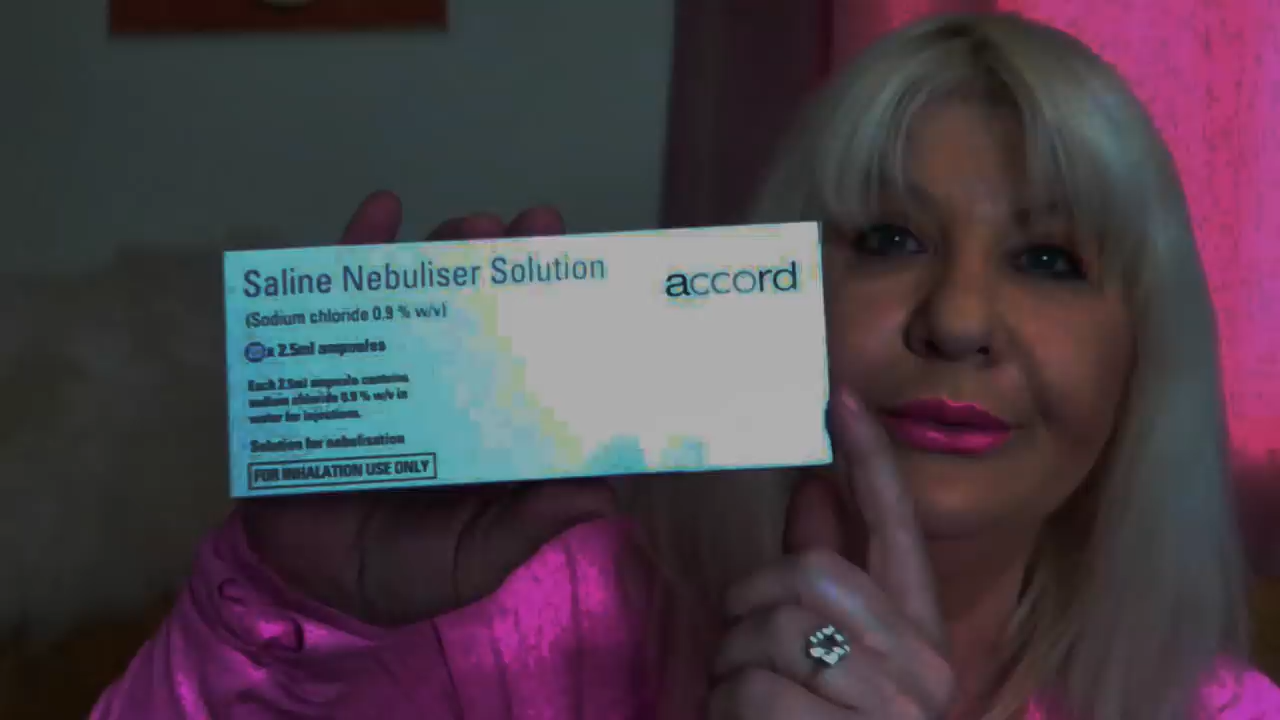 Saline Nebuliser Solution
accord
(Sodium chloride 0.9 % w/v)
x 2.5ml ampoules
Each 2.5ml ampoule contains
sodium chloride 0.9 % w/v in
water for injections.
Solution for nebulisation
FOR INHALATION USE ONLY